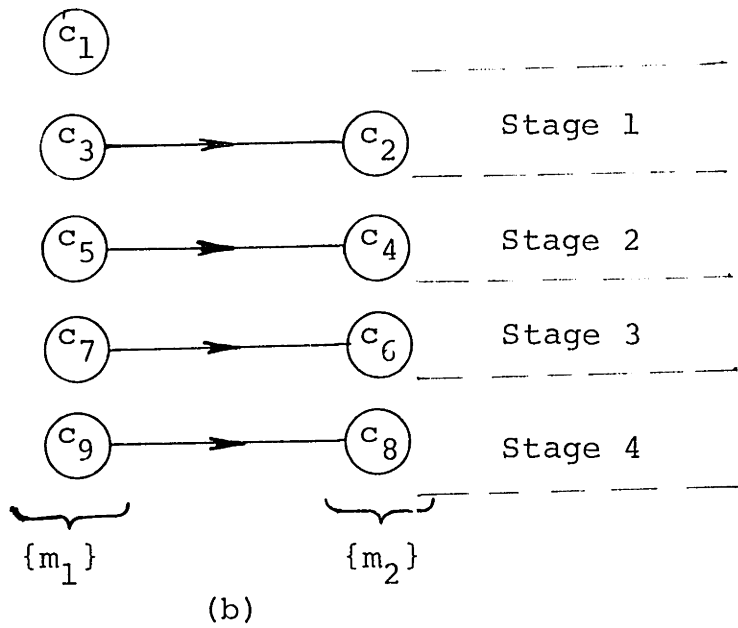 c₁
c₃ c₂ Stage 1
c₅ c₄ Stage 2
c₇ c₆ Stage 3
c₉ c₈ Stage 4
{m₁} {m₂}
(b)